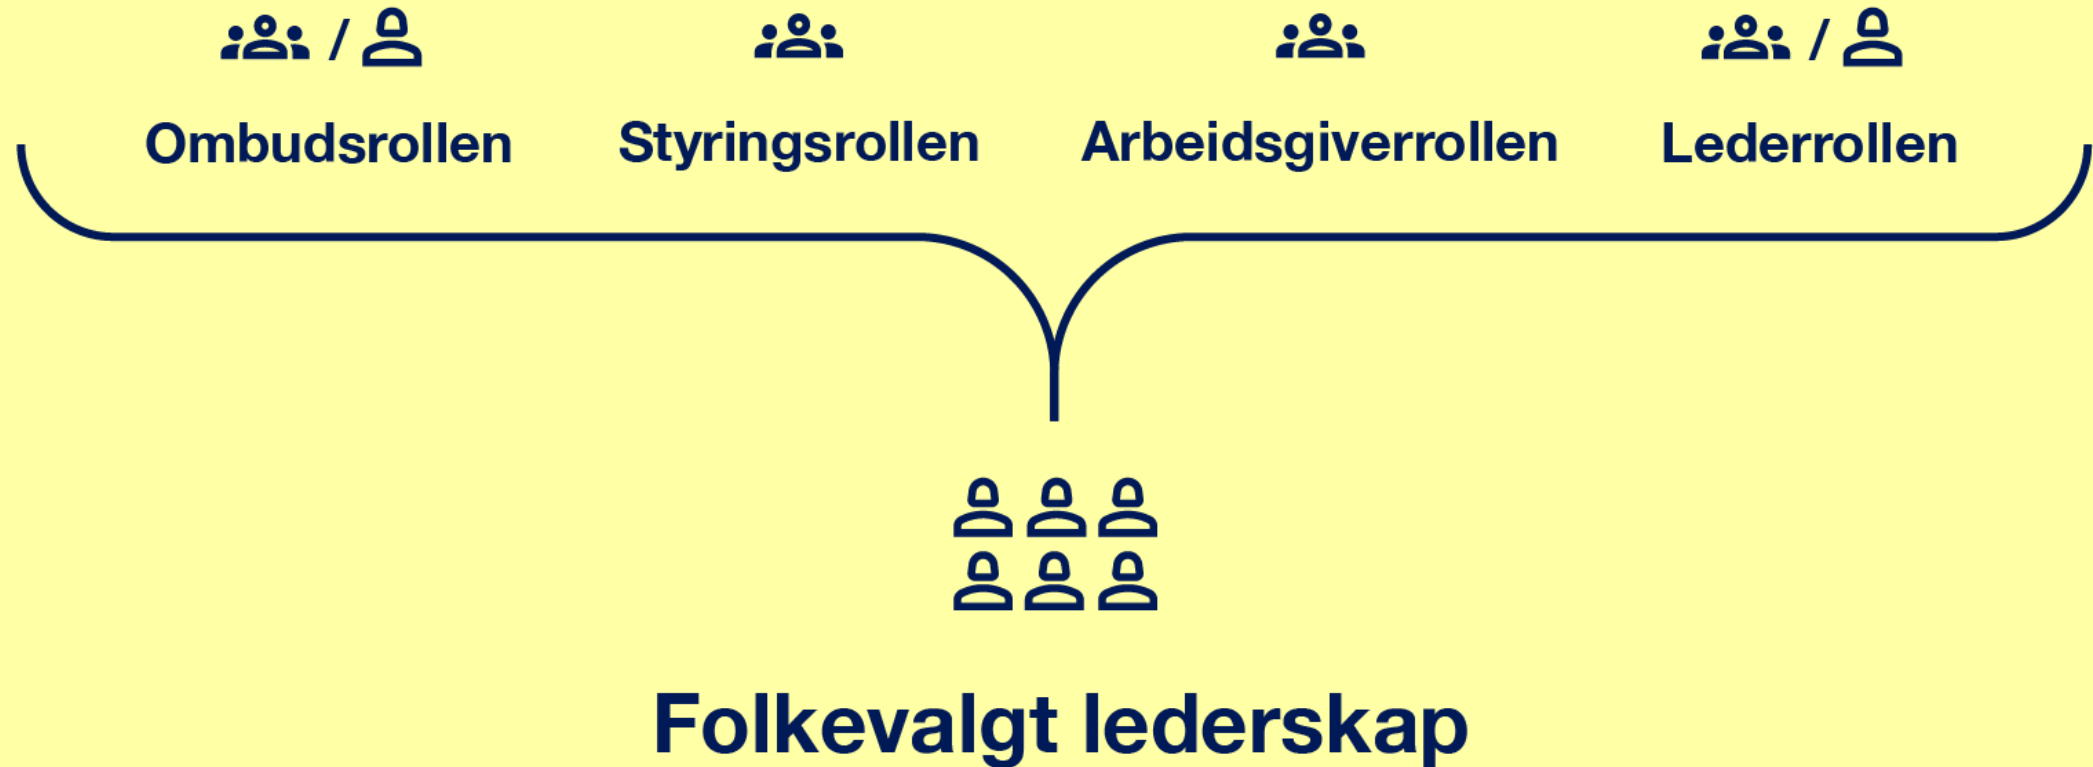 / /
Ombudsrollen Styringsrollen Arbeidsgiverrollen Lederrollen
Folkevalgt lederskap